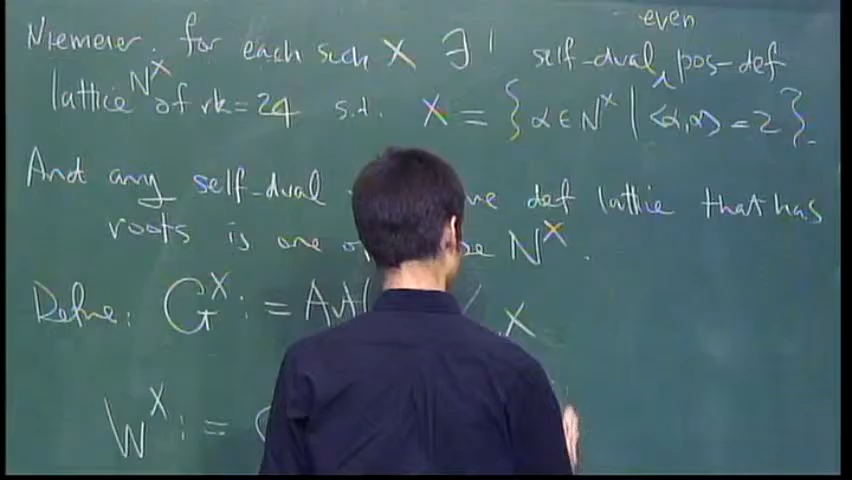 even
Niemeier. for each such X ∃! self-dual, pos-def
lattice N^X of rk=24 s.t. X = { α ∈ N^X | <α,α> = 2 }.
And any self-dual def lattice that has
roots is one N^X.
Define: G^X := Aut( / X
W^X :=